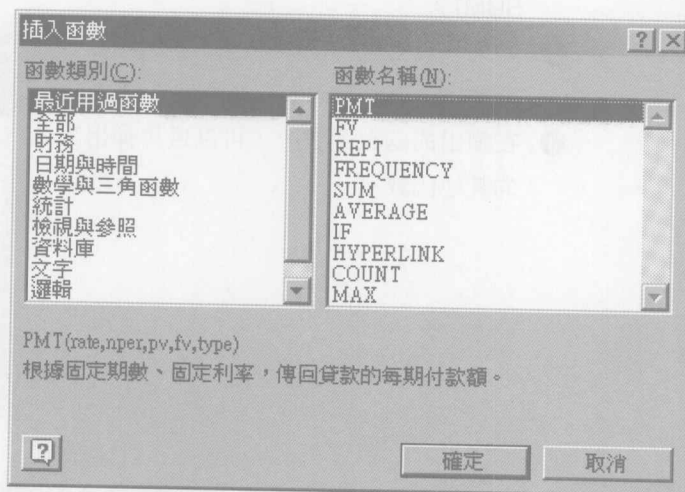 插入函數
函數類別(C):
函數名稱(N):
最近用過函數
全部
財務
日期與時間
數學與三角函數
統計
檢視與參照
資料庫
文字
邏輯
PMT
FV
REPT
FREQUENCY
SUM
AVERAGE
IF
HYPERLINK
COUNT
MAX
PMT(rate,nper,pv,fv,type)
根據固定期數、固定利率，傳回貸款的每期付款額。
確定
取消